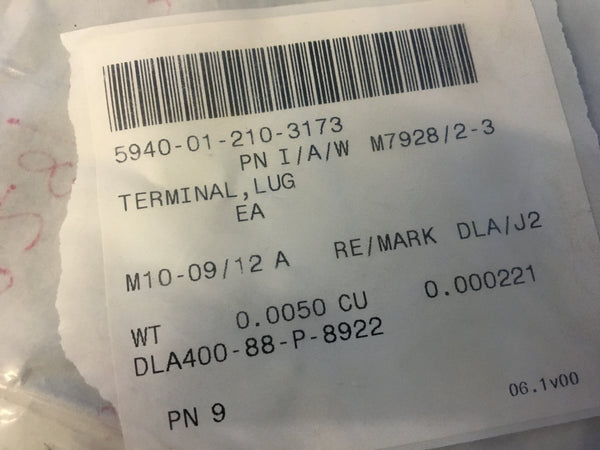 5940-01-210-3173
PN I/A/W M7928/2-3
TERMINAL,LUG
EA
M10-09/12 A RE/MARK DLA/J2
WT 0.0050 CU 0.000221
DLA400-88-P-8922
PN 9
06.1v00